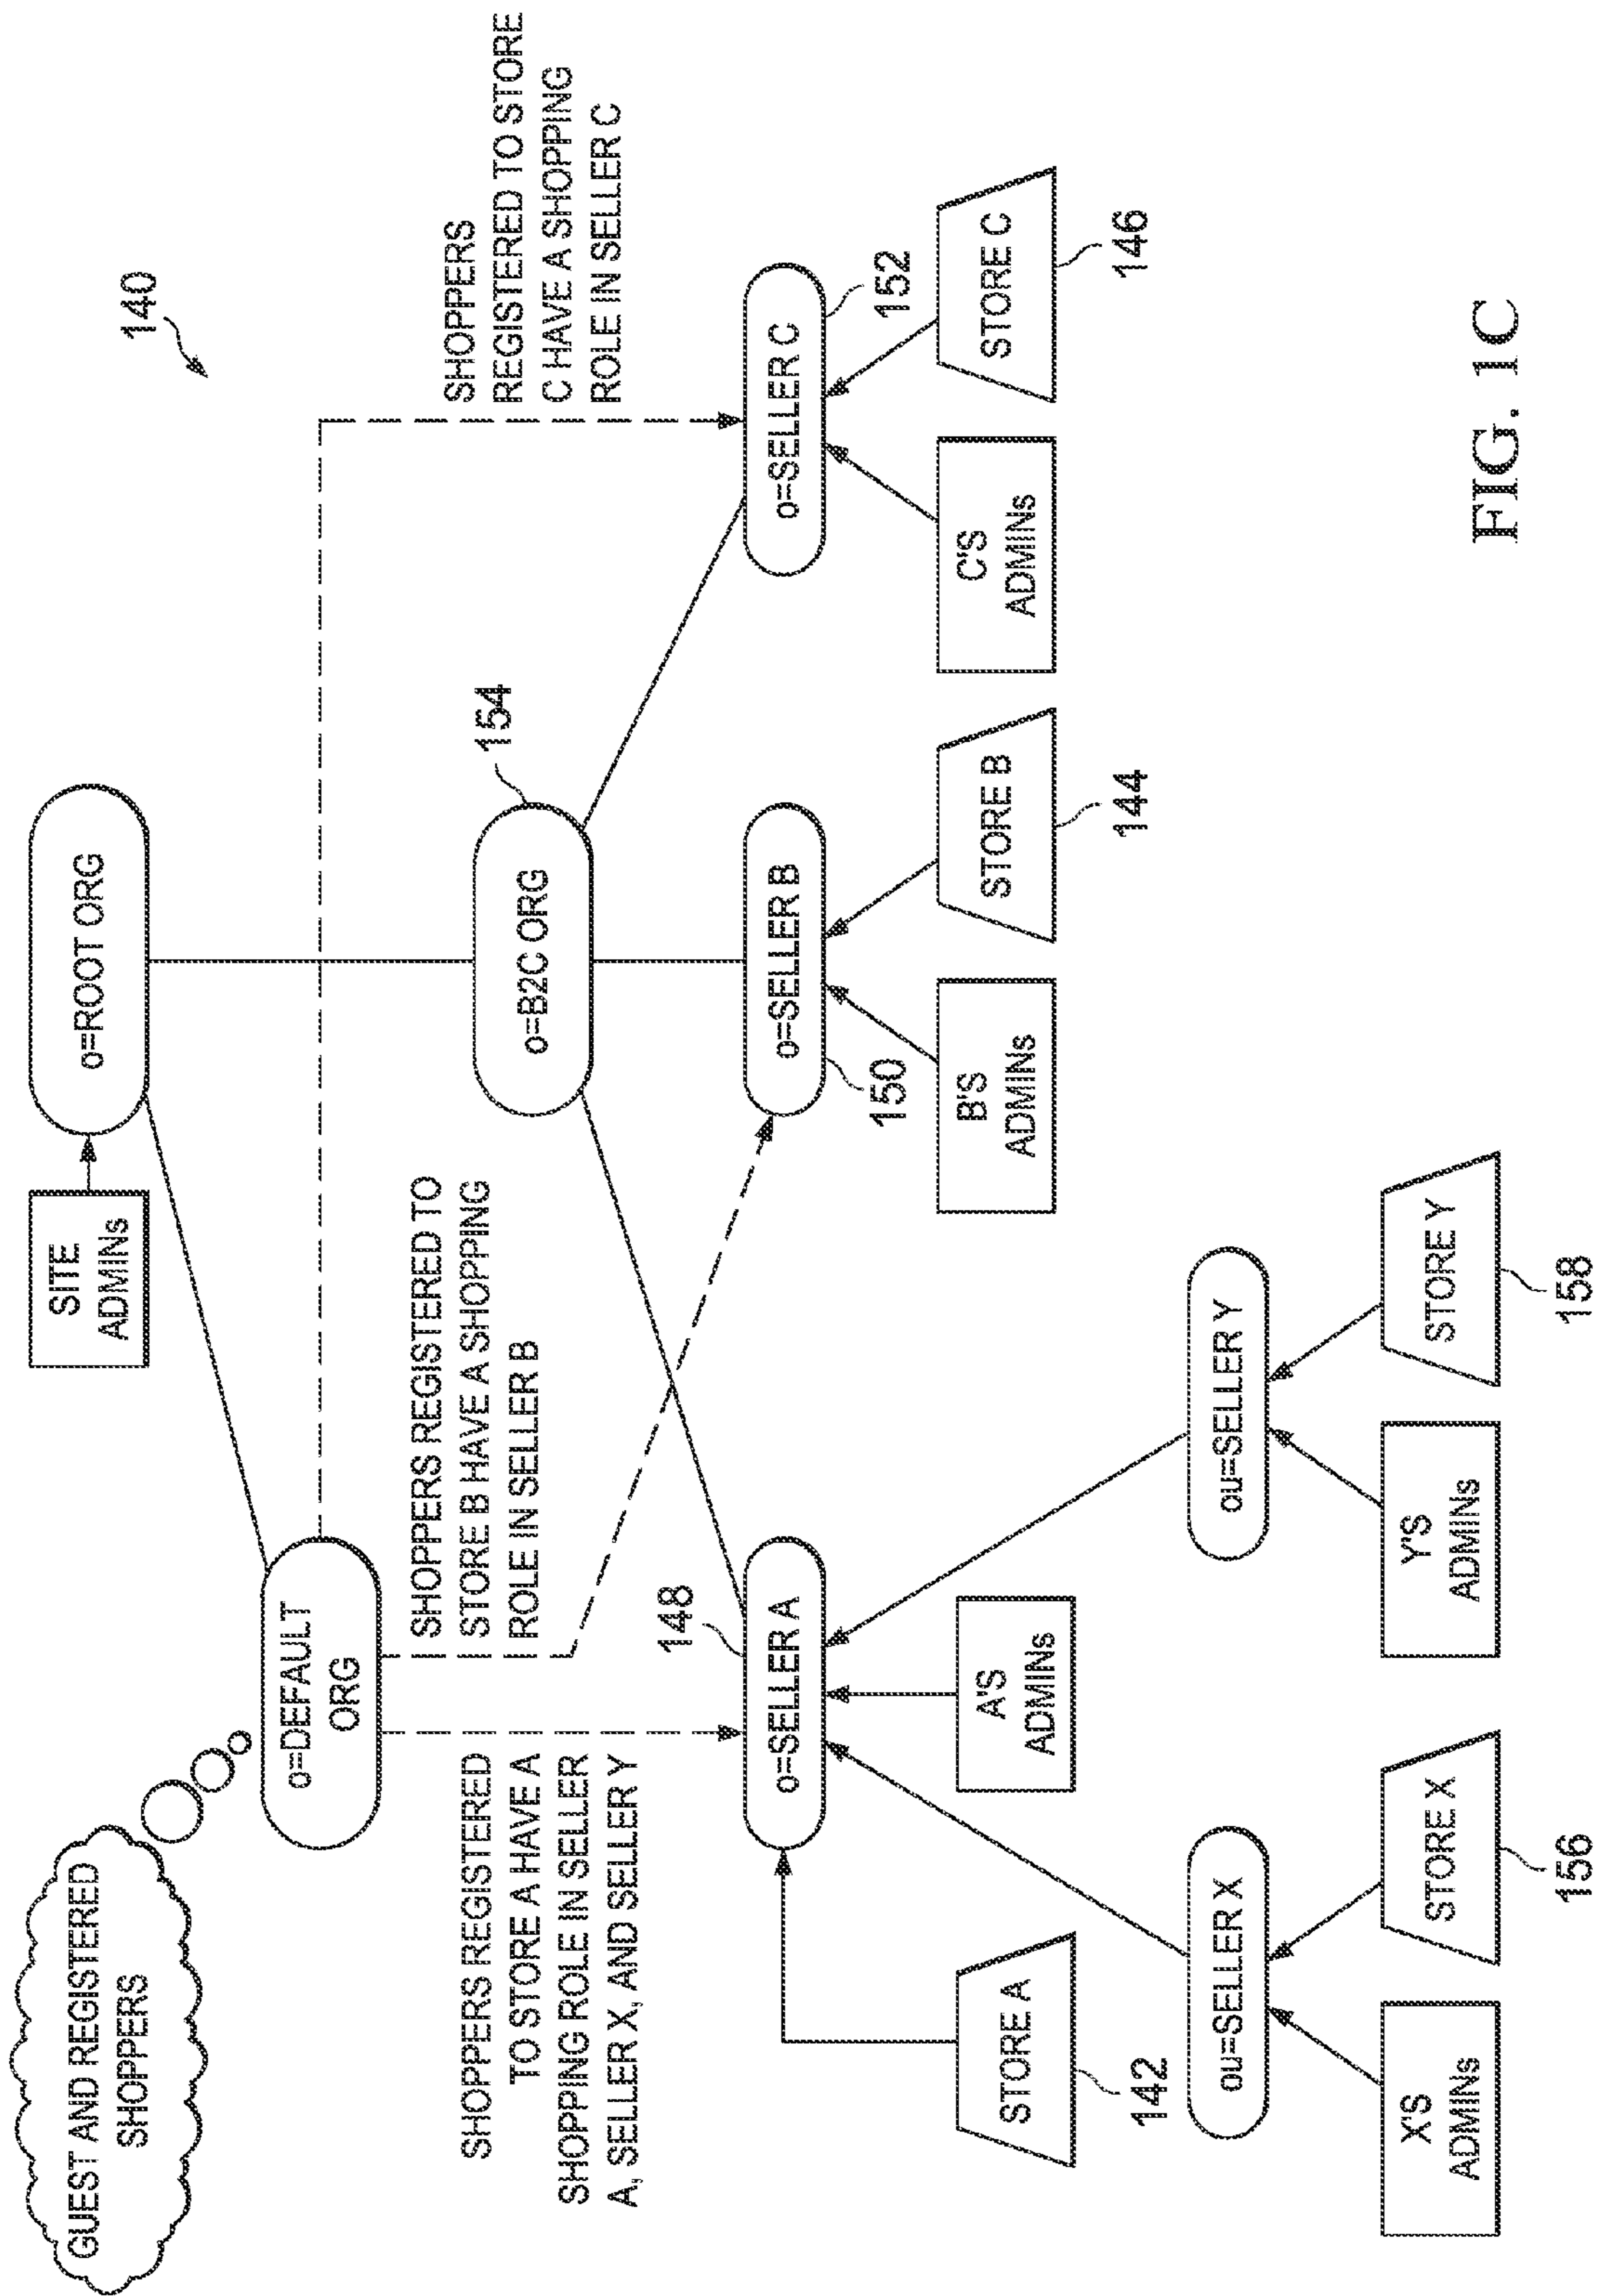 140
GUEST AND REGISTERED
SHOPPERS
SITE
ADMINs
o=ROOT ORG
o=DEFAULT
ORG
SHOPPERS REGISTERED
TO STORE A HAVE A
SHOPPING ROLE IN SELLER
A, SELLER X, AND SELLER Y
SHOPPERS REGISTERED TO
STORE B HAVE A SHOPPING
ROLE IN SELLER B
SHOPPERS
REGISTERED TO STORE
C HAVE A SHOPPING
ROLE IN SELLER C
154
o=B2C ORG
148
o=SELLER A
o=SELLER B
150
o=SELLER C
152
STORE A
142
A'S
ADMINs
B'S
ADMINs
STORE B
144
C'S
ADMINs
STORE C
146
ou=SELLER X
ou=SELLER Y
X'S
ADMINs
STORE X
156
Y'S
ADMINs
STORE Y
158
FIG. 1C